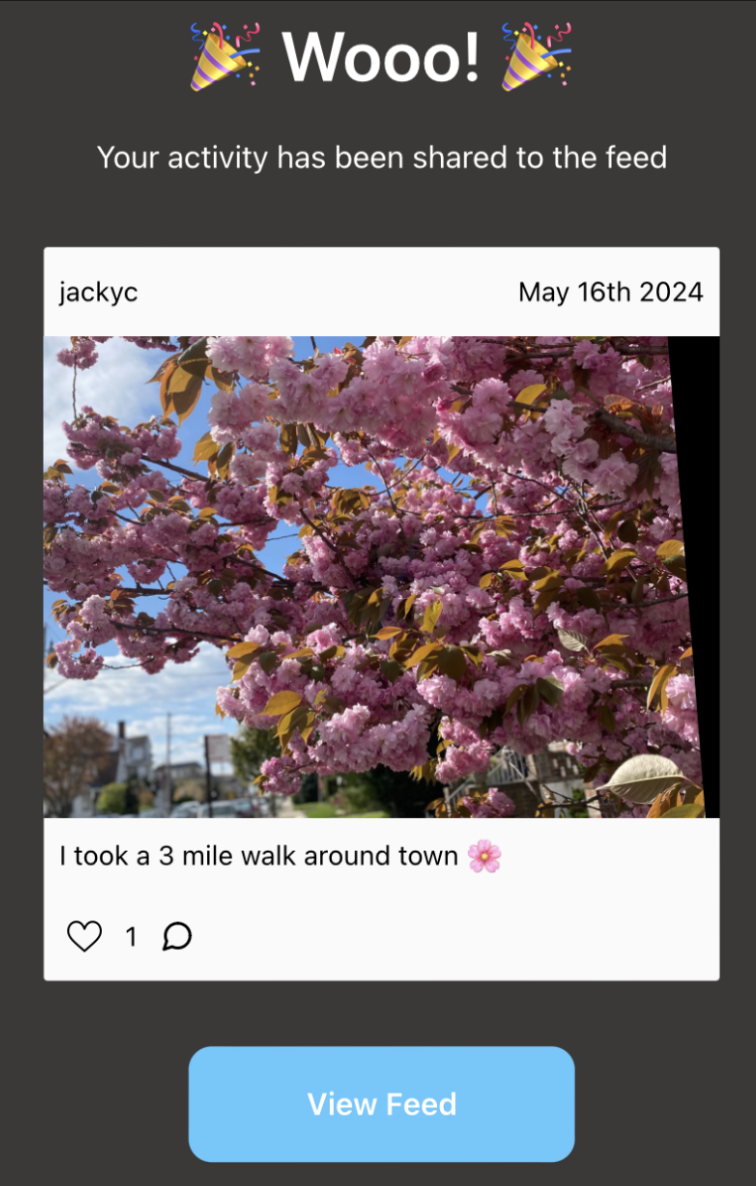 🎉 Wooo! 🎉
Your activity has been shared to the feed
jackyc May 16th 2024
I took a 3 mile walk around town 🌸
1
View Feed